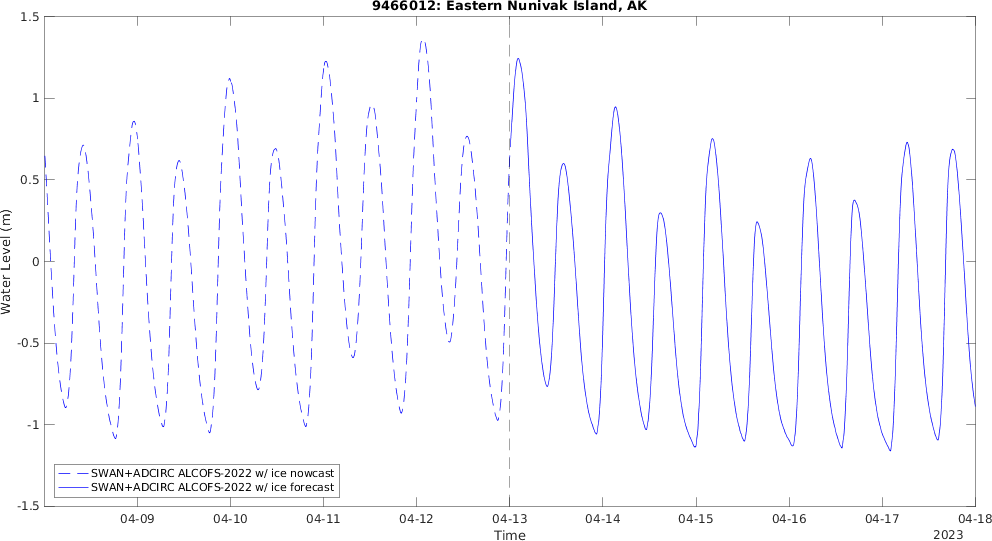 9466012: Eastern Nunivak Island, AK
1.5
1
0.5
0
-0.5
-1
-1.5
Water Level (m)
SWAN+ADCIRC ALCOFS-2022 w/ ice nowcast
SWAN+ADCIRC ALCOFS-2022 w/ ice forecast
04-09 04-10 04-11 04-12 04-13 04-14 04-15 04-16 04-17 04-18
Time
2023